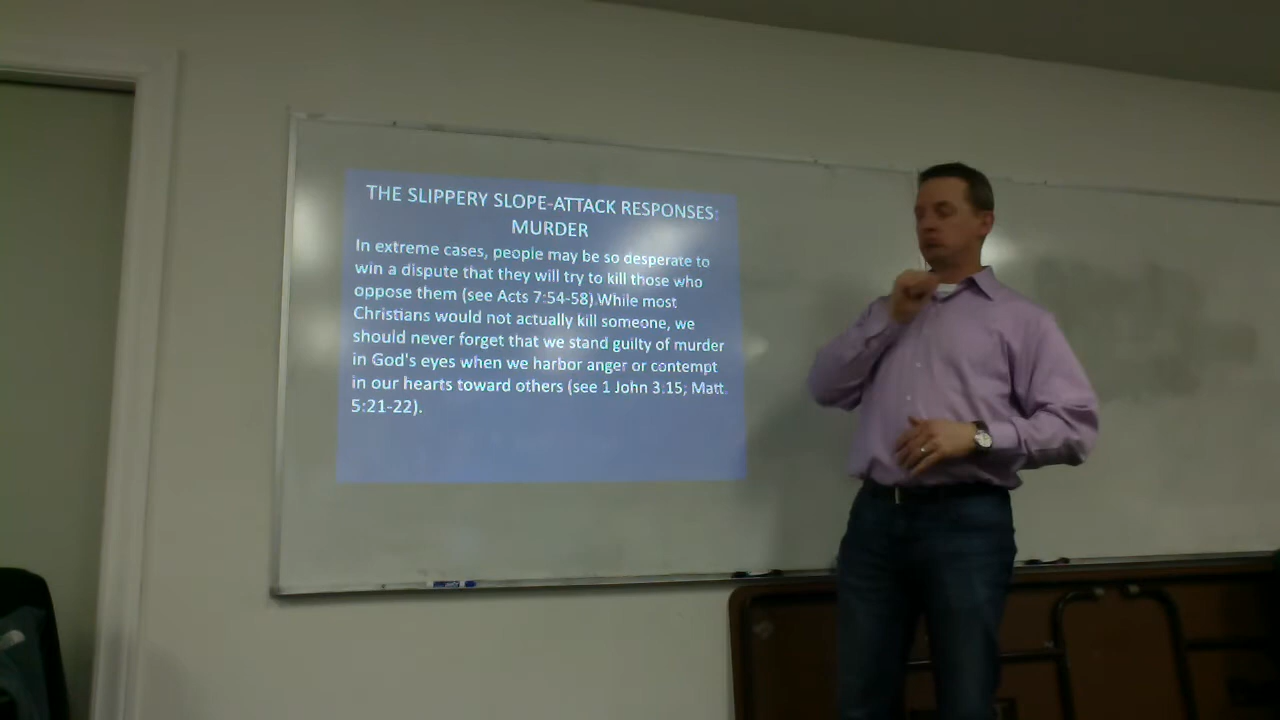 THE SLIPPERY SLOPE-ATTACK RESPONSES:
MURDER
In extreme cases, people may be so desperate to
win a dispute that they will try to kill those who
oppose them (see Acts 7:54-58).While most
Christians would not actually kill someone, we
should never forget that we stand guilty of murder
in God's eyes when we harbor anger or contempt
in our hearts toward others (see 1 John 3:15; Matt.
5:21-22).